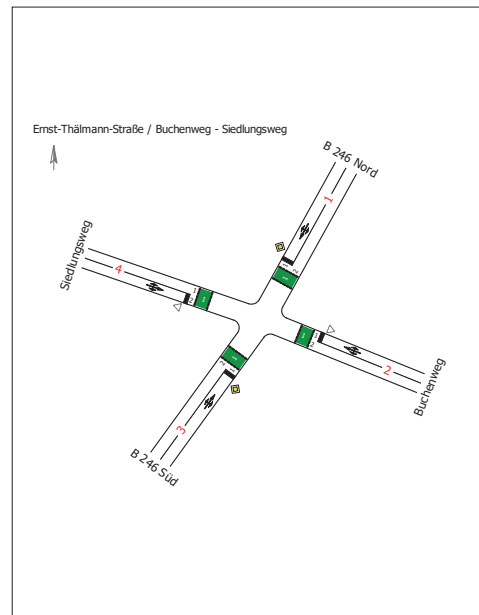 Ernst-Thälmann-Straße / Buchenweg - Siedlungsweg
B 246 Nord
1
Siedlungsweg
4
2
Buchenweg
3
B 246 Süd